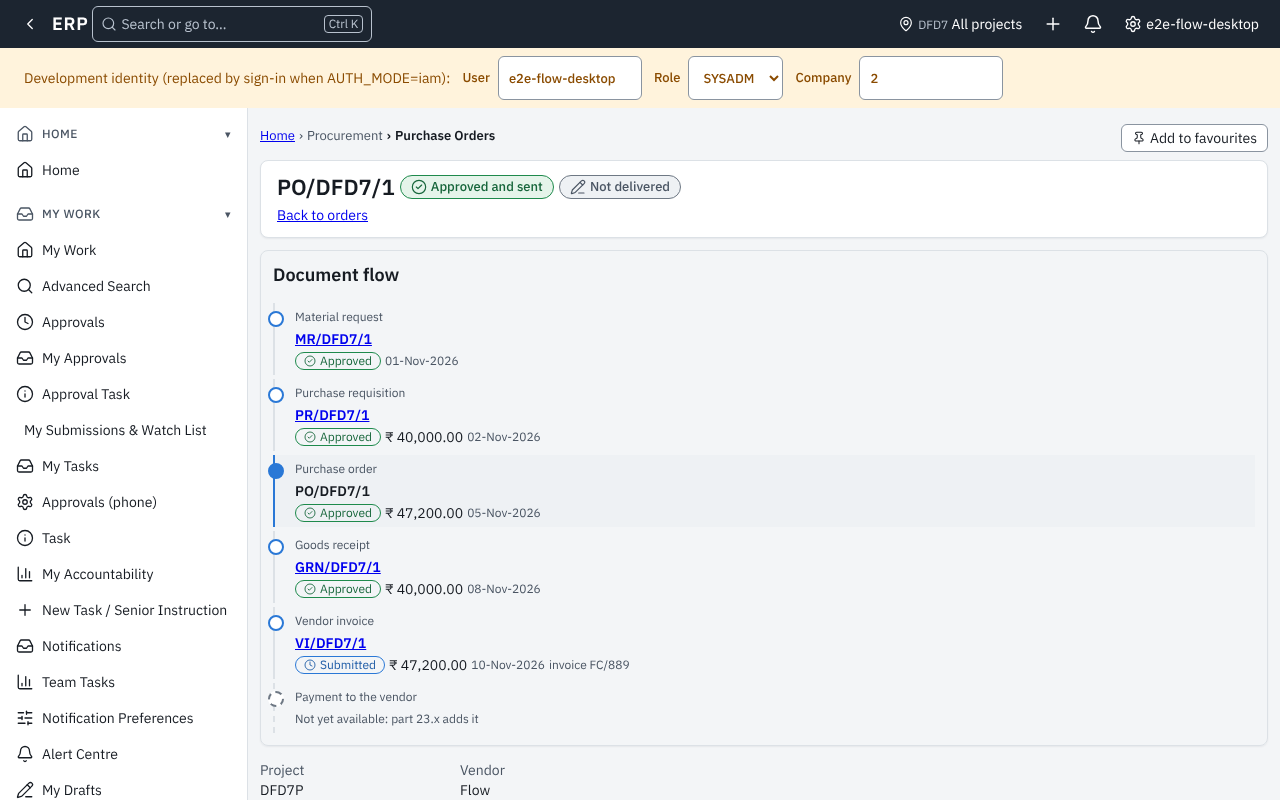 ERP
Search or go to...
Ctrl K
DFD7 All projects
e2e-flow-desktop
Development identity (replaced by sign-in when AUTH_MODE=iam):
User
e2e-flow-desktop
Role
SYSADM
Company
2
HOME
Home
MY WORK
My Work
Advanced Search
Approvals
My Approvals
Approval Task
My Submissions & Watch List
My Tasks
Approvals (phone)
Task
My Accountability
New Task / Senior Instruction
Notifications
Team Tasks
Notification Preferences
Alert Centre
My Drafts
Home › Procurement › Purchase Orders
Add to favourites
PO/DFD7/1
Approved and sent
Not delivered
Back to orders
Document flow
Material request
MR/DFD7/1
Approved 01-Nov-2026
Purchase requisition
PR/DFD7/1
Approved ₹ 40,000.00 02-Nov-2026
Purchase order
PO/DFD7/1
Approved ₹ 47,200.00 05-Nov-2026
Goods receipt
GRN/DFD7/1
Approved ₹ 40,000.00 08-Nov-2026
Vendor invoice
VI/DFD7/1
Submitted ₹ 47,200.00 10-Nov-2026 invoice FC/889
Payment to the vendor
Not yet available: part 23.x adds it
Project
DFD7P
Vendor
Flow